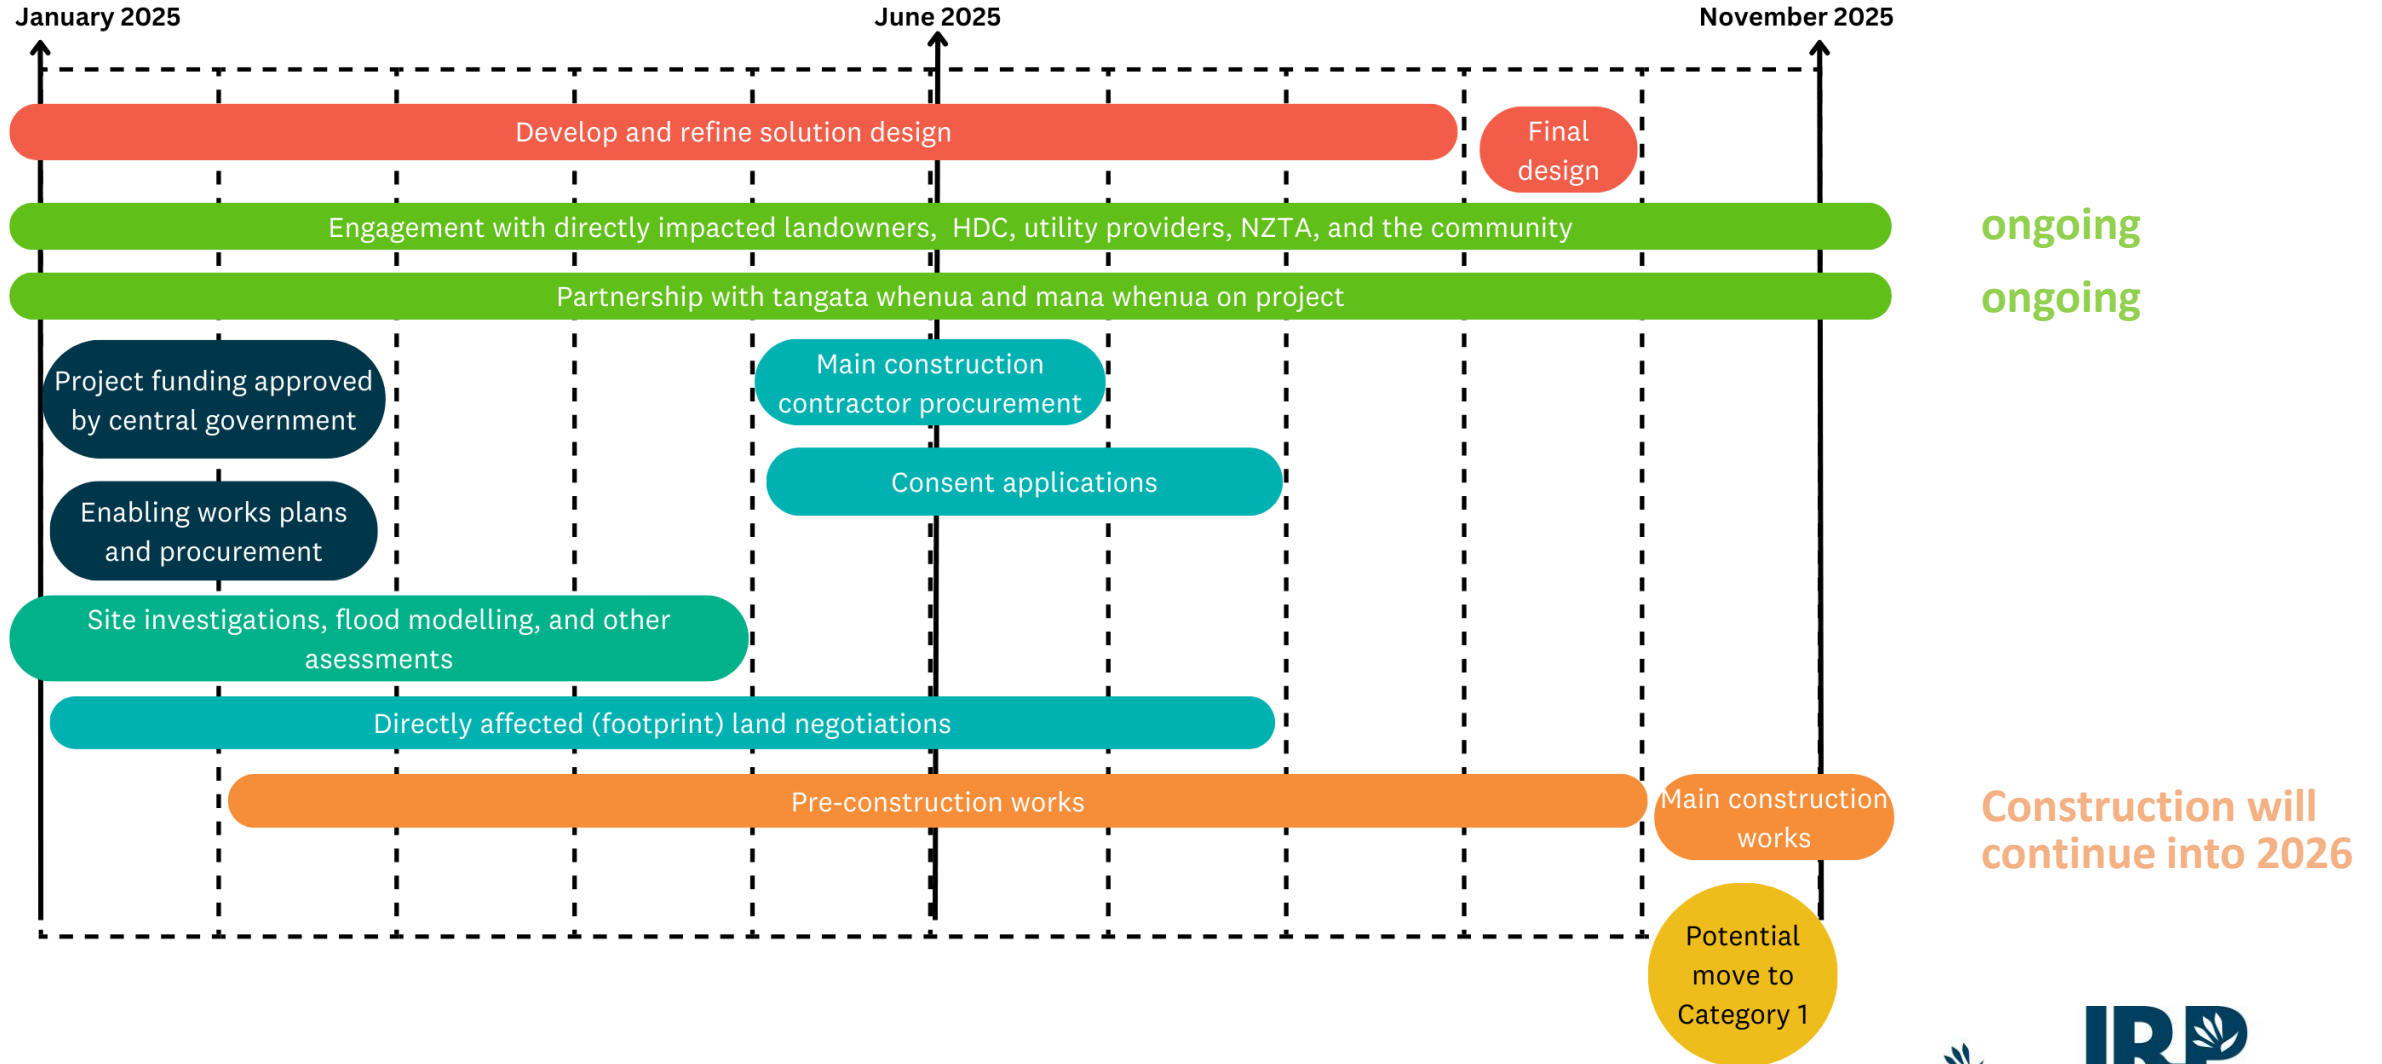 January 2025
June 2025
November 2025
Develop and refine solution design
Final
design
Engagement with directly impacted landowners, HDC, utility providers, NZTA, and the community
ongoing
Partnership with tangata whenua and mana whenua on project
ongoing
Project funding approved
by central government
Main construction
contractor procurement
Consent applications
Enabling works plans
and procurement
Site investigations, flood modelling, and other
asessments
Directly affected (footprint) land negotiations
Pre-construction works
Main construction
works
Construction will
continue into 2026
Potential
move to
Category 1
IRP